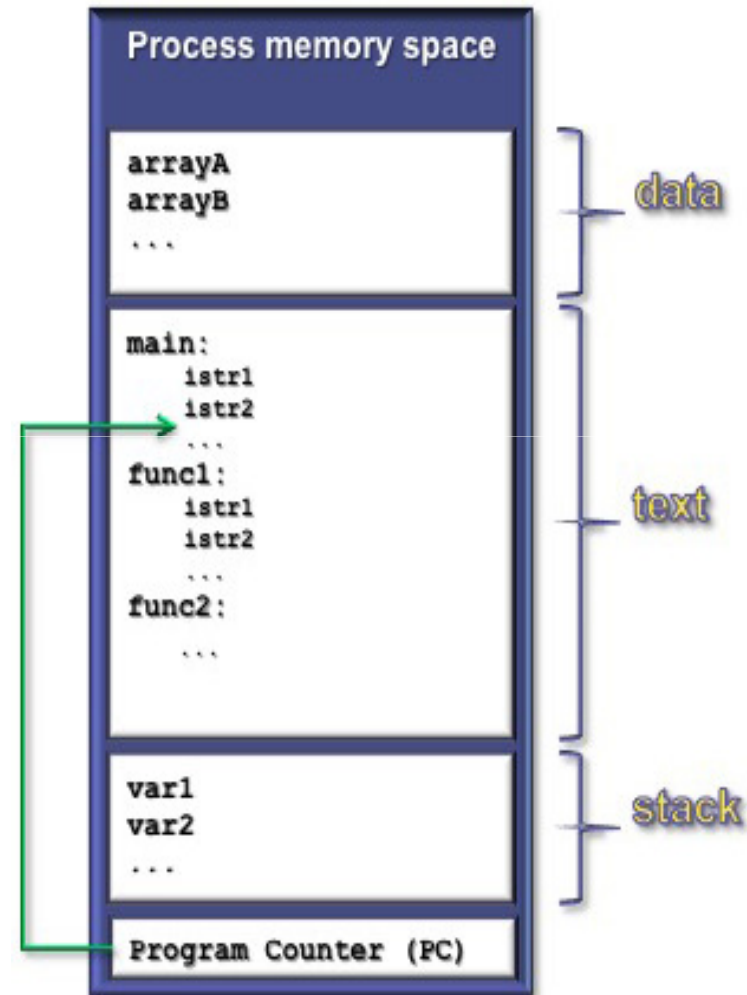 Process memory space
arrayA
arrayB
...
data
main:
istr1
istr2
...
func1:
istr1
istr2
...
func2:
...
text
var1
var2
...
stack
Program Counter (PC)